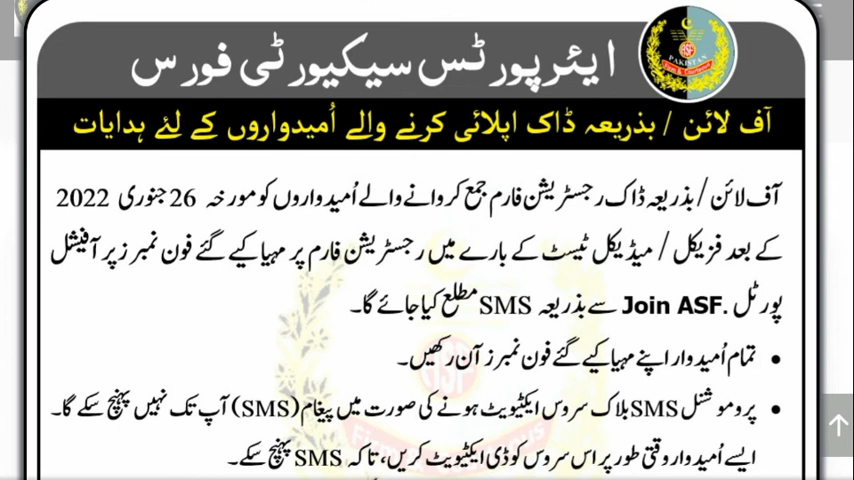 ایئرپورٹس سیکیورٹی فورس
PAKISTAN
ASF
آف لائن / بذریعہ ڈاک اپلائی کرنے والے اُمیدواروں کے لئے ہدایات
آف لائن / بذریعہ ڈاک رجسٹریشن فارم جمع کروانے والے اُمیدواروں کو مورخہ 26 جنوری 2022
کے بعد فزیکل / میڈیکل ٹیسٹ کے بارے میں رجسٹریشن فارم پر مہیا کیے گئے فون نمبرز پر آفیشل
پورٹل .Join ASF سے بذریعہ SMS مطلع کیا جائے گا۔
• تمام اُمیدوار اپنے مہیا کیے گئے فون نمبرز آن رکھیں۔
• پروموشنل SMS بلاک سروس ایکٹیویٹ ہونے کی صورت میں پیغام (SMS) آپ تک نہیں پہنچ سکے گا۔
ایسے اُمیدوار وقتی طور پر اس سروس کو ڈی ایکٹیویٹ کریں، تاکہ SMS پہنچ سکے۔